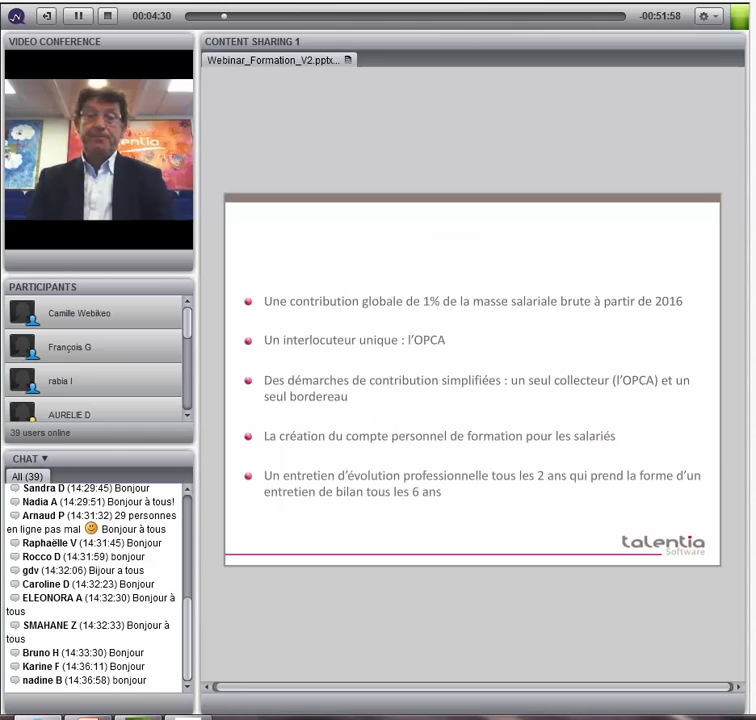 00:04:30
-00:51:58
VIDEO CONFERENCE
CONTENT SHARING 1
Webinar_Formation_V2.pptx...
PARTICIPANTS
Camille Webikeo
François G
rabia I
AURELIE D
39 users online
CHAT
All (39)
Sandra D (14:29:45) Bonjour
Nadia A (14:29:51) Bonjour à tous!
Arnaud P (14:31:32) 29 personnes
en ligne pas mal Bonjour à tous
Raphaëlle V (14:31:45) Bonjour
Rocco D (14:31:59) bonjour
gdv (14:32:06) Bijour a tous
Caroline D (14:32:23) Bonjour
ELEONORA A (14:32:30) Bonjour à
tous
SMAHANE Z (14:32:33) Bonjour à
tous
Bruno H (14:33:30) Bonjour
Karine F (14:36:11) Bonjour
nadine B (14:36:58) bonjour
Une contribution globale de 1% de la masse salariale brute à partir de 2016
Un interlocuteur unique : l'OPCA
Des démarches de contribution simplifiées : un seul collecteur (l'OPCA) et un
seul bordereau
La création du compte personnel de formation pour les salariés
Un entretien d'évolution professionnelle tous les 2 ans qui prend la forme d'un
entretien de bilan tous les 6 ans
talentia
Software